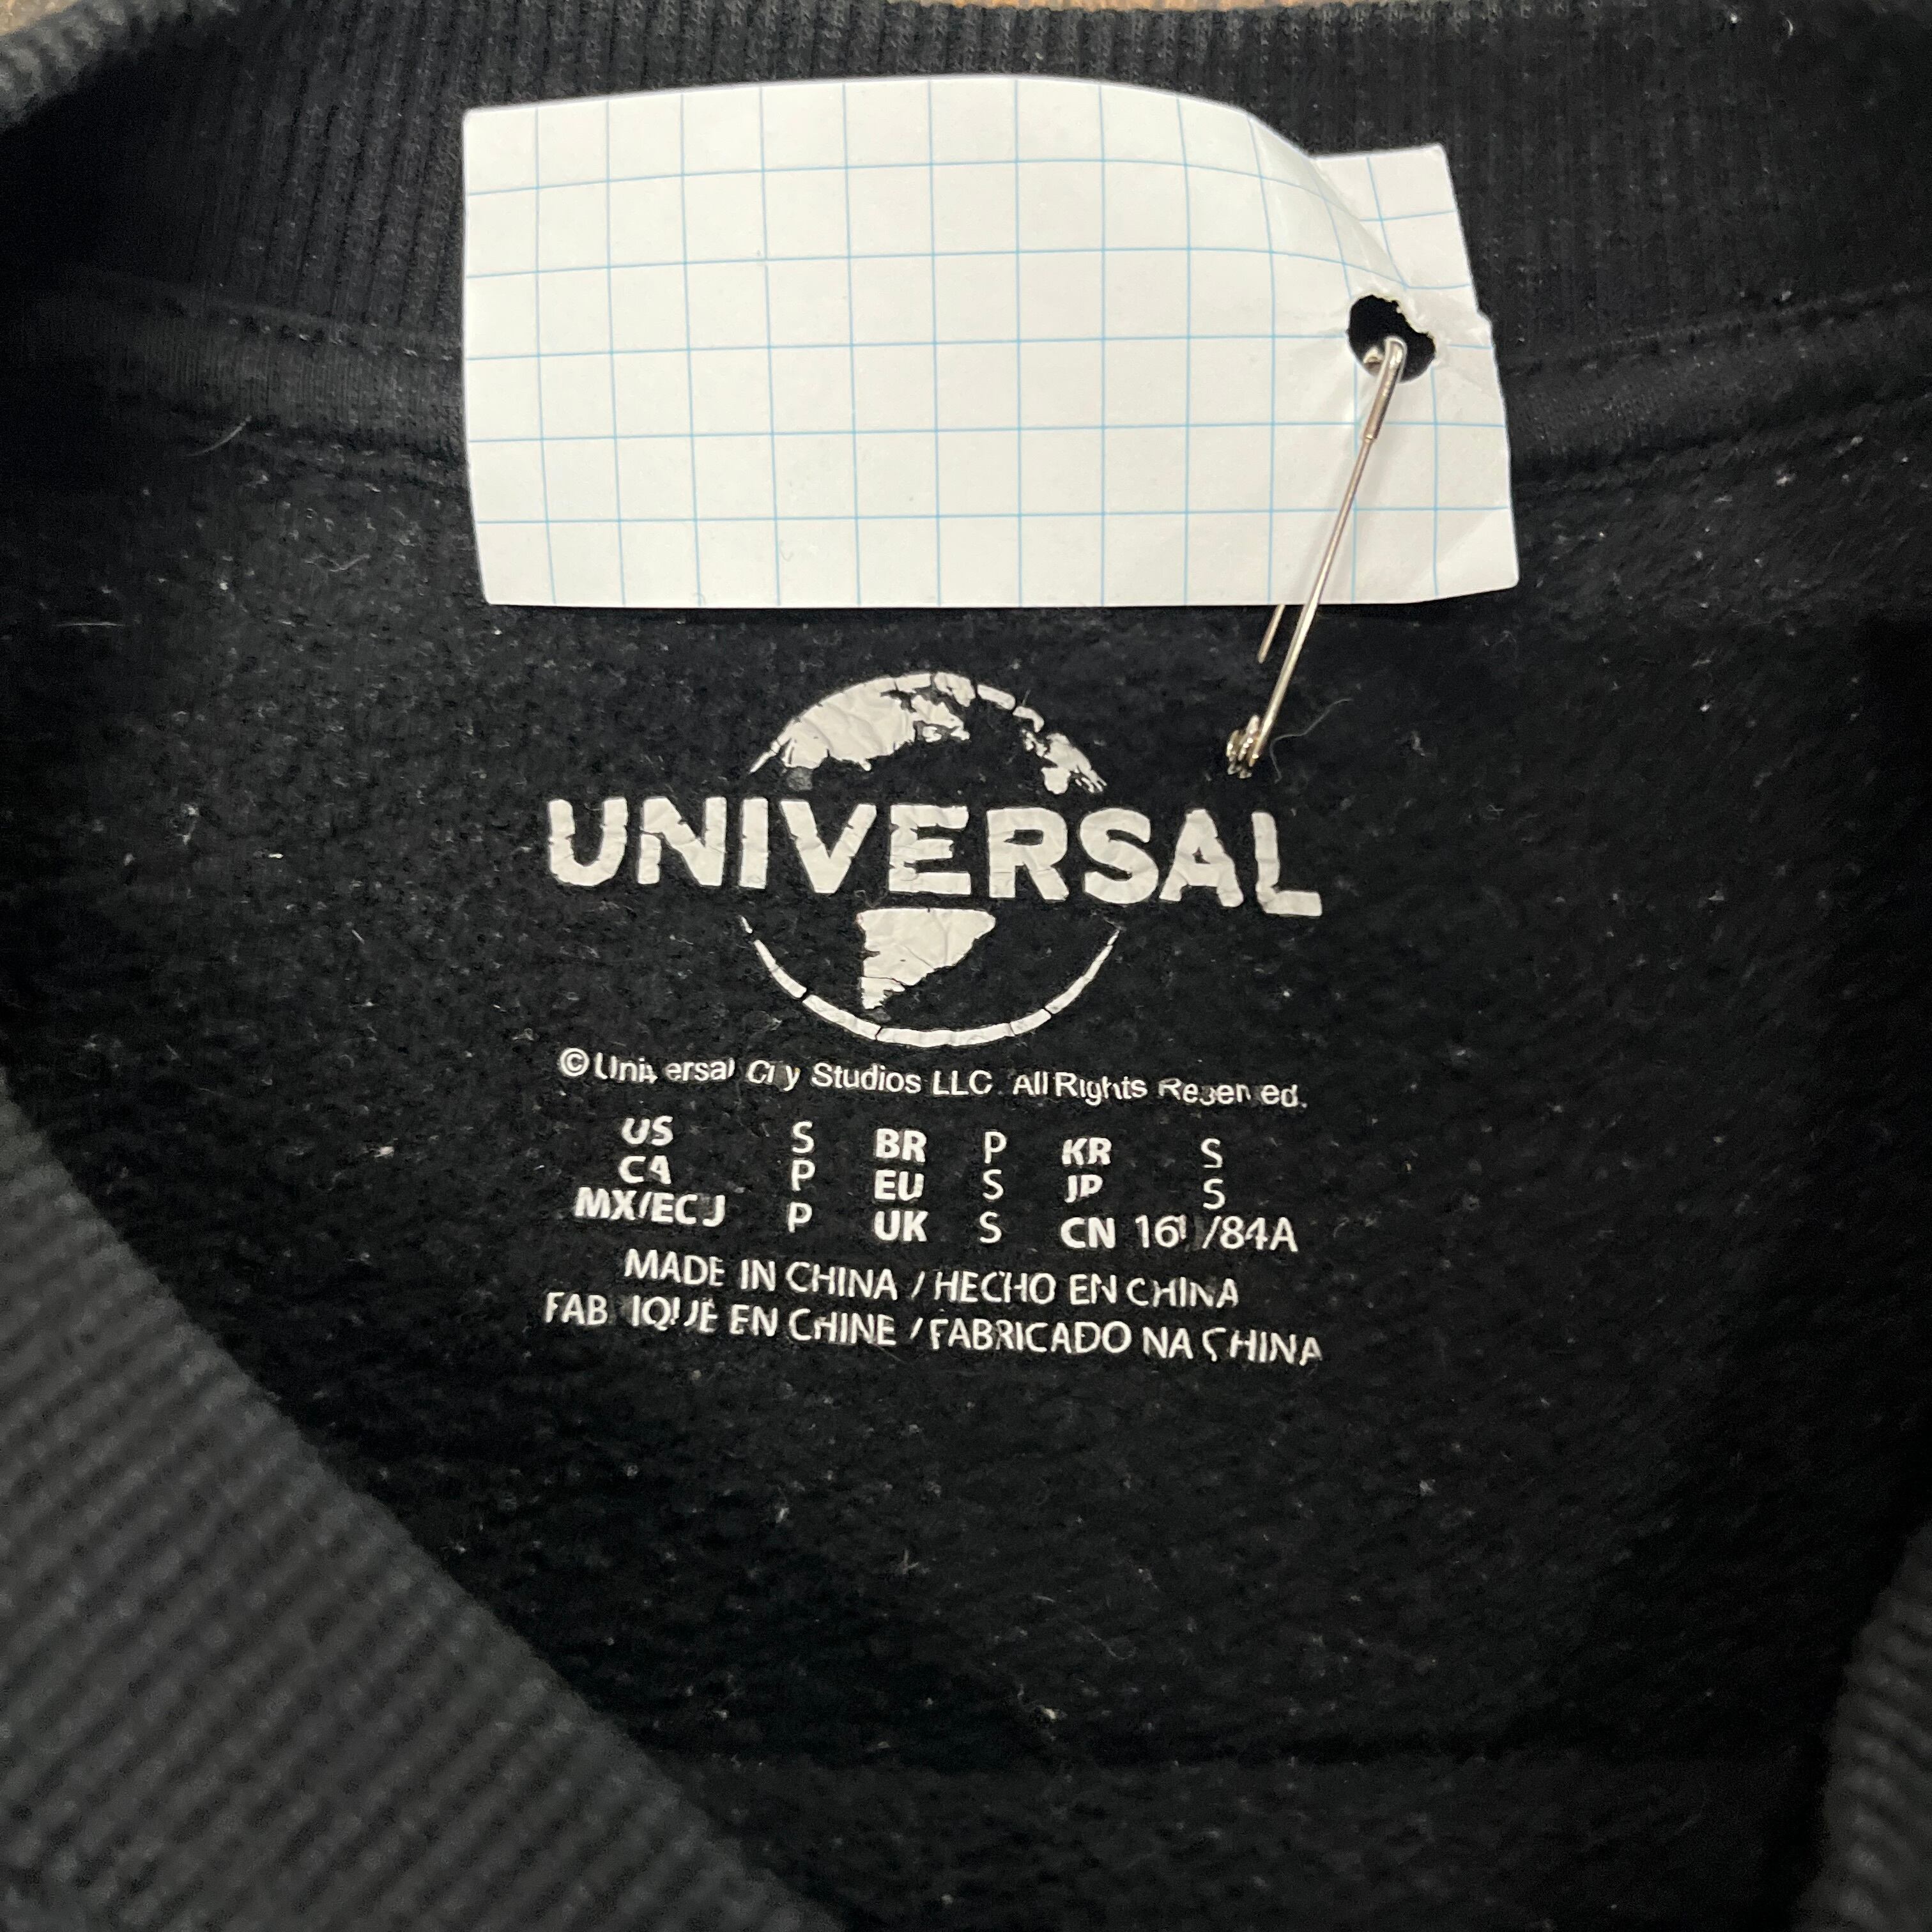 UNIVERSAL
© Universal City Studios LLC. All Rights Reserved.
US S BR P KR S
CA P EU S JP S
MX/ECU P UK S CN 16 /84A
MADE IN CHINA / HECHO EN CHINA
FABRIQUÉ EN CHINE / FABRICADO NA CHINA